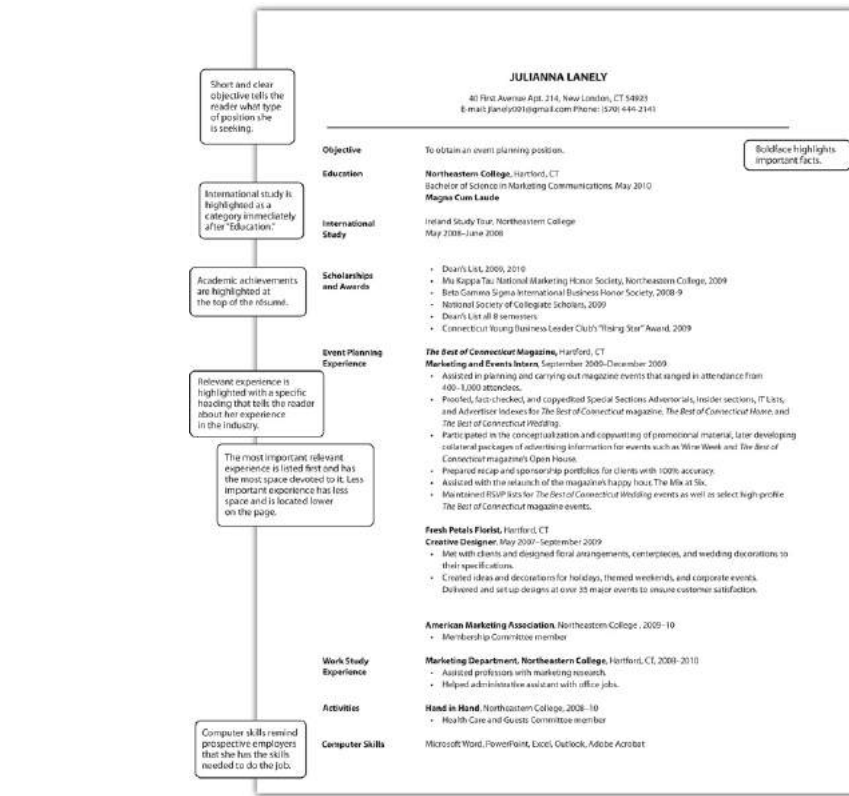 JULIANNA LANELY
40 First Avenue Apt. 214, New London, CT 54923
E-mail: jlanely001@gmail.com Phone: (570) 444-2141
Short and clear
objective tells the
reader what type
of position she
is seeking.
Objective
To obtain an event planning position.
Boldface highlights
important facts.
Education
Northeastern College, Hartford, CT
Bachelor of Science in Marketing Communications, May 2010
Magna Cum Laude
International study is
highlighted as a
category immediately
after "Education."
International
Study
Ireland Study Tour, Northeastern College
May 2008–June 2008
Academic achievements
are highlighted at
the top of the résumé.
Scholarships
and Awards
• Dean's List, 2009, 2010
• Mu Kappa Tau National Marketing Honor Society, Northeastern College, 2009
• Beta Gamma Sigma International Business Honor Society, 2008-9
• National Society of Collegiate Scholars, 2009
• Dean's List all 8 semesters
• Connecticut Young Business Leader Club's "Rising Star" Award, 2009
Relevant experience is
highlighted with a specific
heading that tells the reader
about her experience
in the industry.
Event Planning
Experience
The Best of Connecticut Magazine, Hartford, CT
Marketing and Events Intern, September 2009–December 2009
• Assisted in planning and carrying out magazine events that ranged in attendance from
400–1,000 attendees.
• Proofed, fact-checked, and copyedited Special Sections Advertorials, Insider sections, IT Lists,
and Advertiser Indexes for The Best of Connecticut magazine, The Best of Connecticut Home, and
The Best of Connecticut Wedding.
• Participated in the conceptualization and copywriting of promotional material, later developing
collateral packages of advertising information for events such as Wine Week and The Best of
Connecticut magazine's Open House.
• Prepared recap and sponsorship portfolios for clients with 100% accuracy.
• Assisted with the relaunch of the magazine's happy hour, The Mix at Six.
• Maintained RSVP lists for The Best of Connecticut Wedding events as well as select high-profile
The Best of Connecticut magazine events.
The most important relevant
experience is listed first and has
the most space devoted to it. Less
important experience has less
space and is located lower
on the page.
Fresh Petals Florist, Hartford, CT
Creative Designer, May 2007–September 2009
• Met with clients and designed floral arrangements, centerpieces, and wedding decorations to
their specifications.
• Created ideas and decorations for holidays, themed weekends, and corporate events.
Delivered and set up designs at over 35 major events to ensure customer satisfaction.
American Marketing Association, Northeastern College, 2009–10
• Membership Committee member
Work Study
Experience
Marketing Department, Northeastern College, Hartford, CT, 2008–2010
• Assisted professors with marketing research.
• Helped administrative assistant with office jobs.
Activities
Hand in Hand, Northeastern College, 2008–10
• Health Care and Guests Committee member
Computer skills remind
prospective employers
that she has the skills
needed to do the job.
Computer Skills
Microsoft Word, PowerPoint, Excel, Outlook, Adobe Acrobat